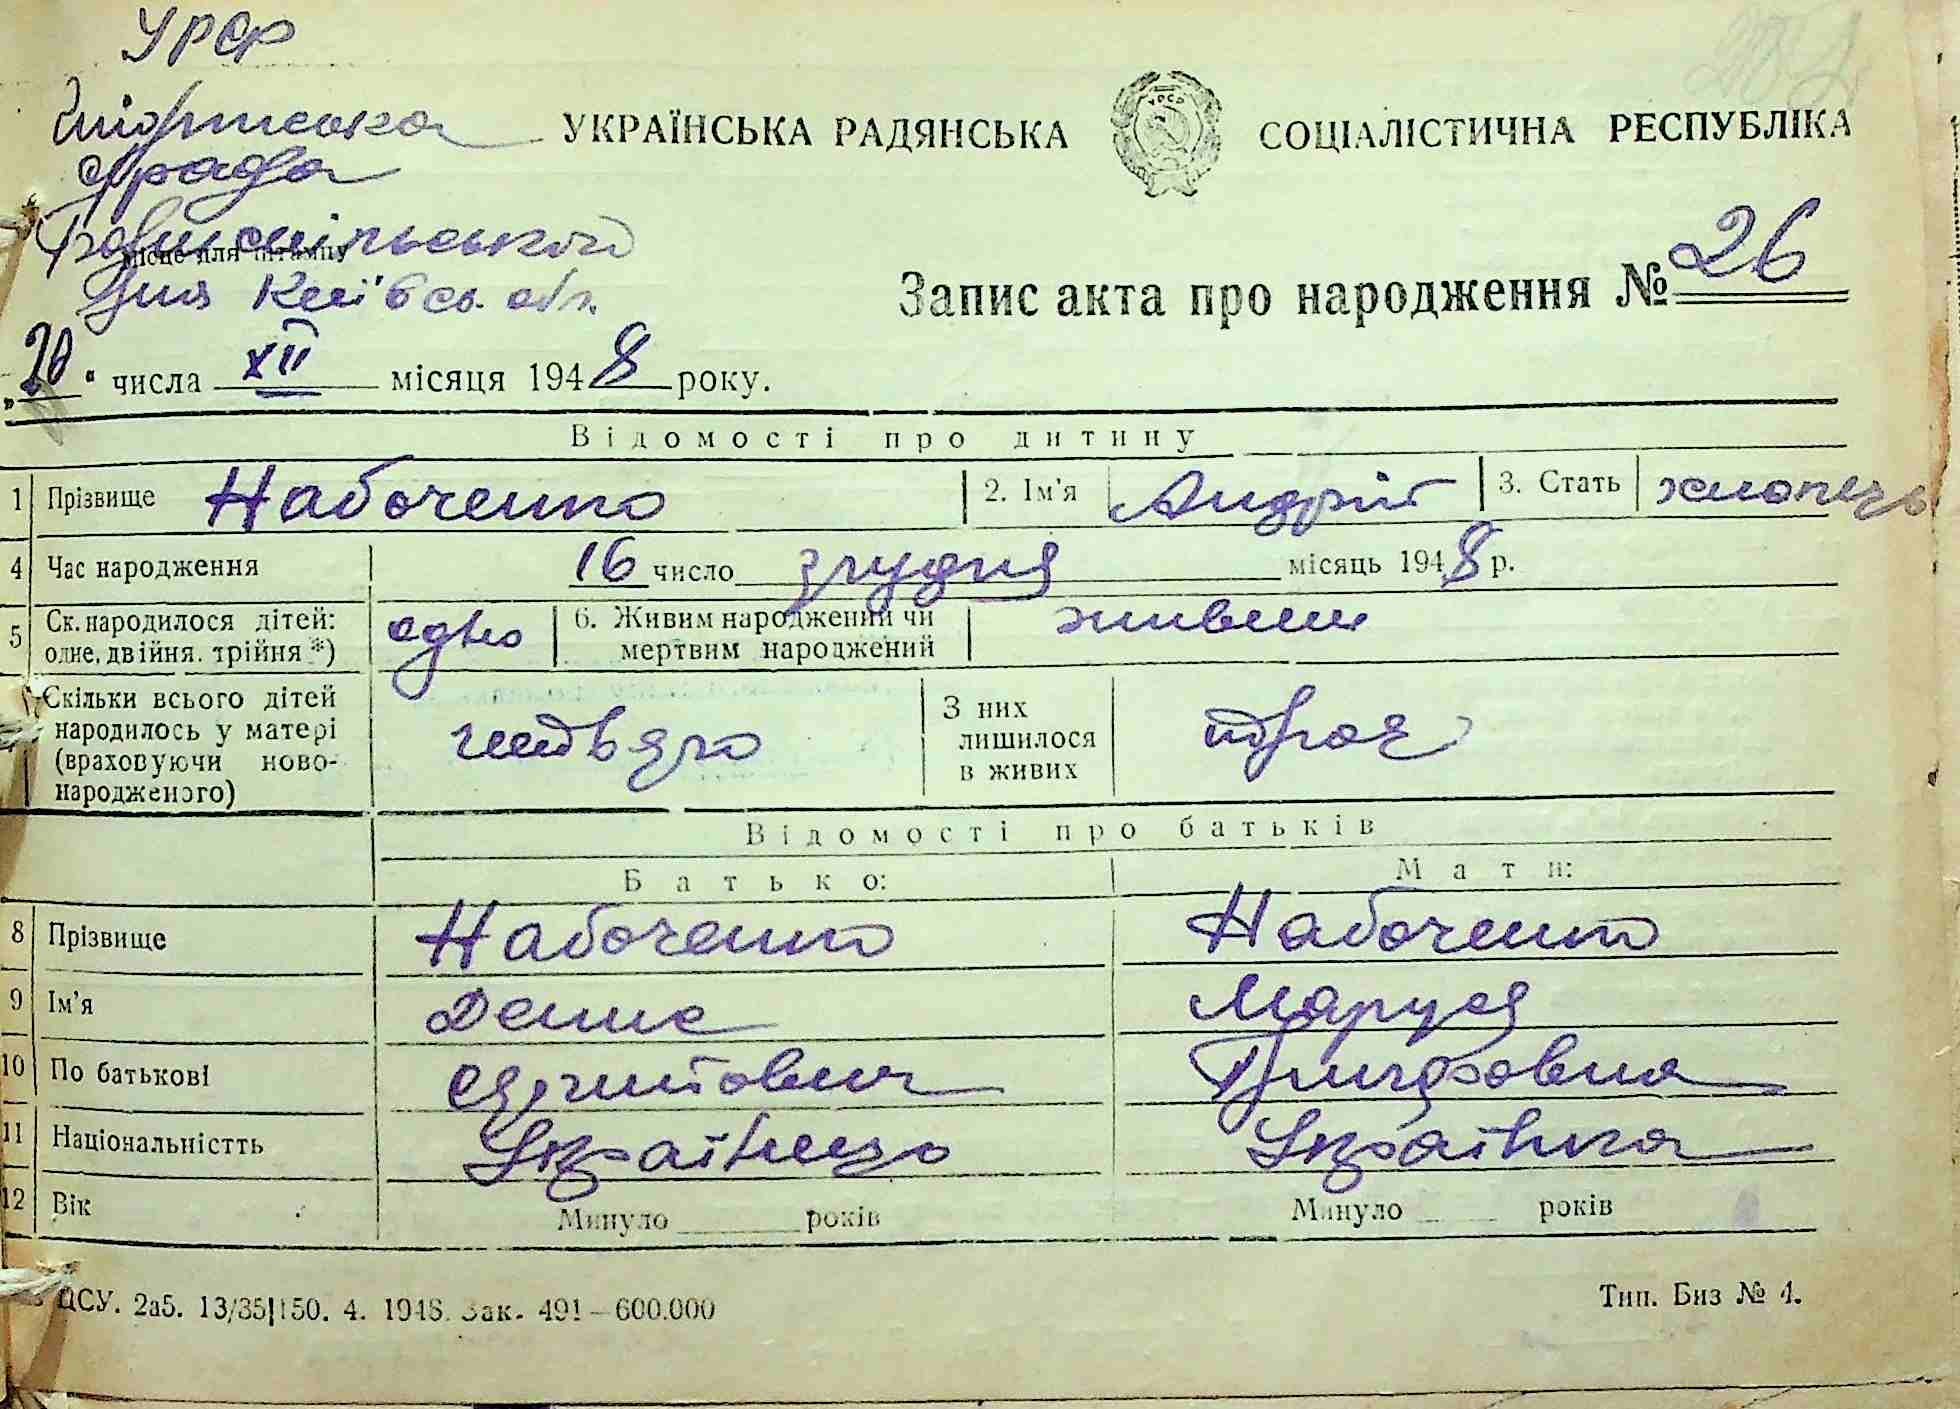 УРСР
с/рада
УКРАЇНСЬКА РАДЯНСЬКА СОЦІАЛІСТИЧНА РЕСПУБЛІКА
УРСР
Місце для штампу
р-ну Київсь. обл.
Запис акта про народження № 26
„20“ числа XII місяця 1948 року.
Відомості про дитину
1 Прізвище Набоченко 2. Ім'я Андрій 3. Стать хлопець
4 Час народження 16 число грудня місяць 1948 р.
5 Ск. народилося дітей: одне, двійня, трійня *) одно 6. Живим народжений чи мертвим народжений живим
Скільки всього дітей народилось у матері (враховуючи ново-народженого) З них лишилося в живих троє
Відомості про батьків
Батько: Мати:
8 Прізвище Набоченко Набоченко
9 Ім'я Денис Маруся
10 По батькові
11 Національністть Українець Українка
12 Вік Минуло років Минуло років
ЦСУ. 2а5. 13/35|150. 4. 1948. Зак. 491—600.000
Тип. Биз № 4.